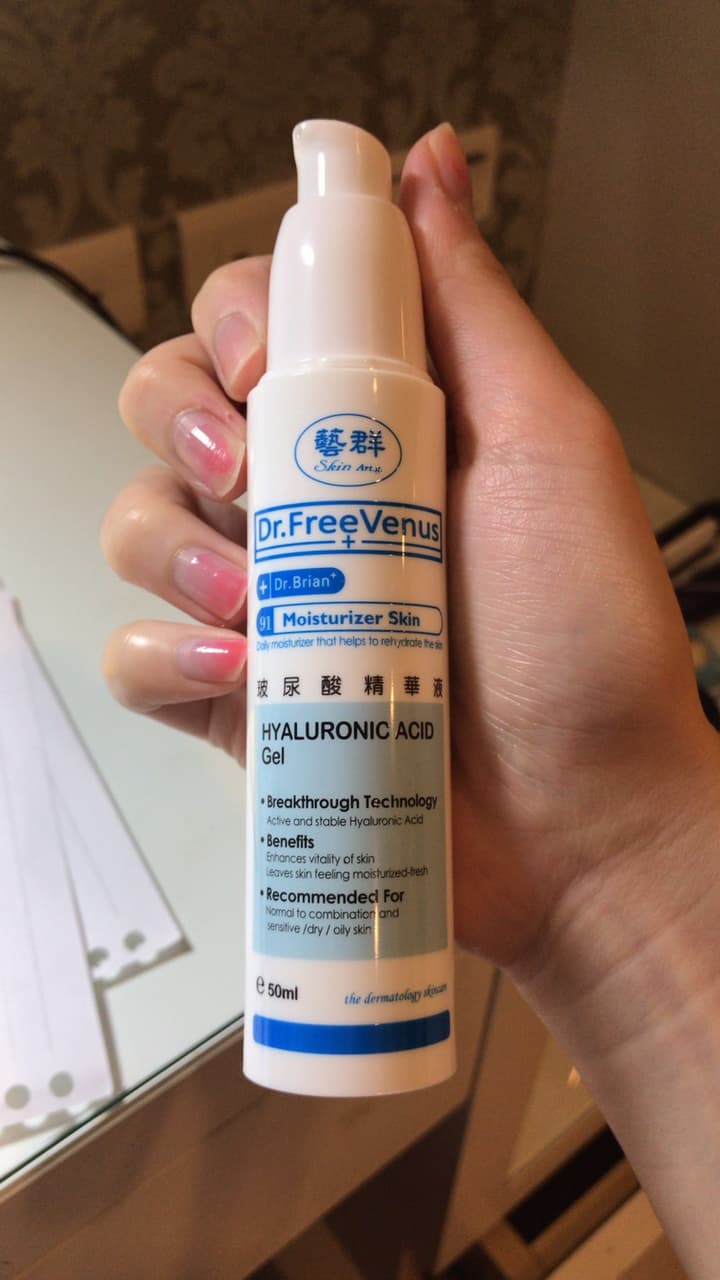 藝群
Skin Arts.
Dr.FreeVenus
+
+ Dr.Brian+
91 Moisturizer Skin
Daily moisturizer that helps to rehydrate the skin
玻尿酸精華液
HYALURONIC ACID
Gel
• Breakthrough Technology
Active and stable Hyaluronic Acid
• Benefits
Enhances vitality of skin
Leaves skin feeling moisturized-fresh
• Recommended For
Normal to combination and
sensitive /dry / oily skin
℮ 50ml
the dermatology skincare